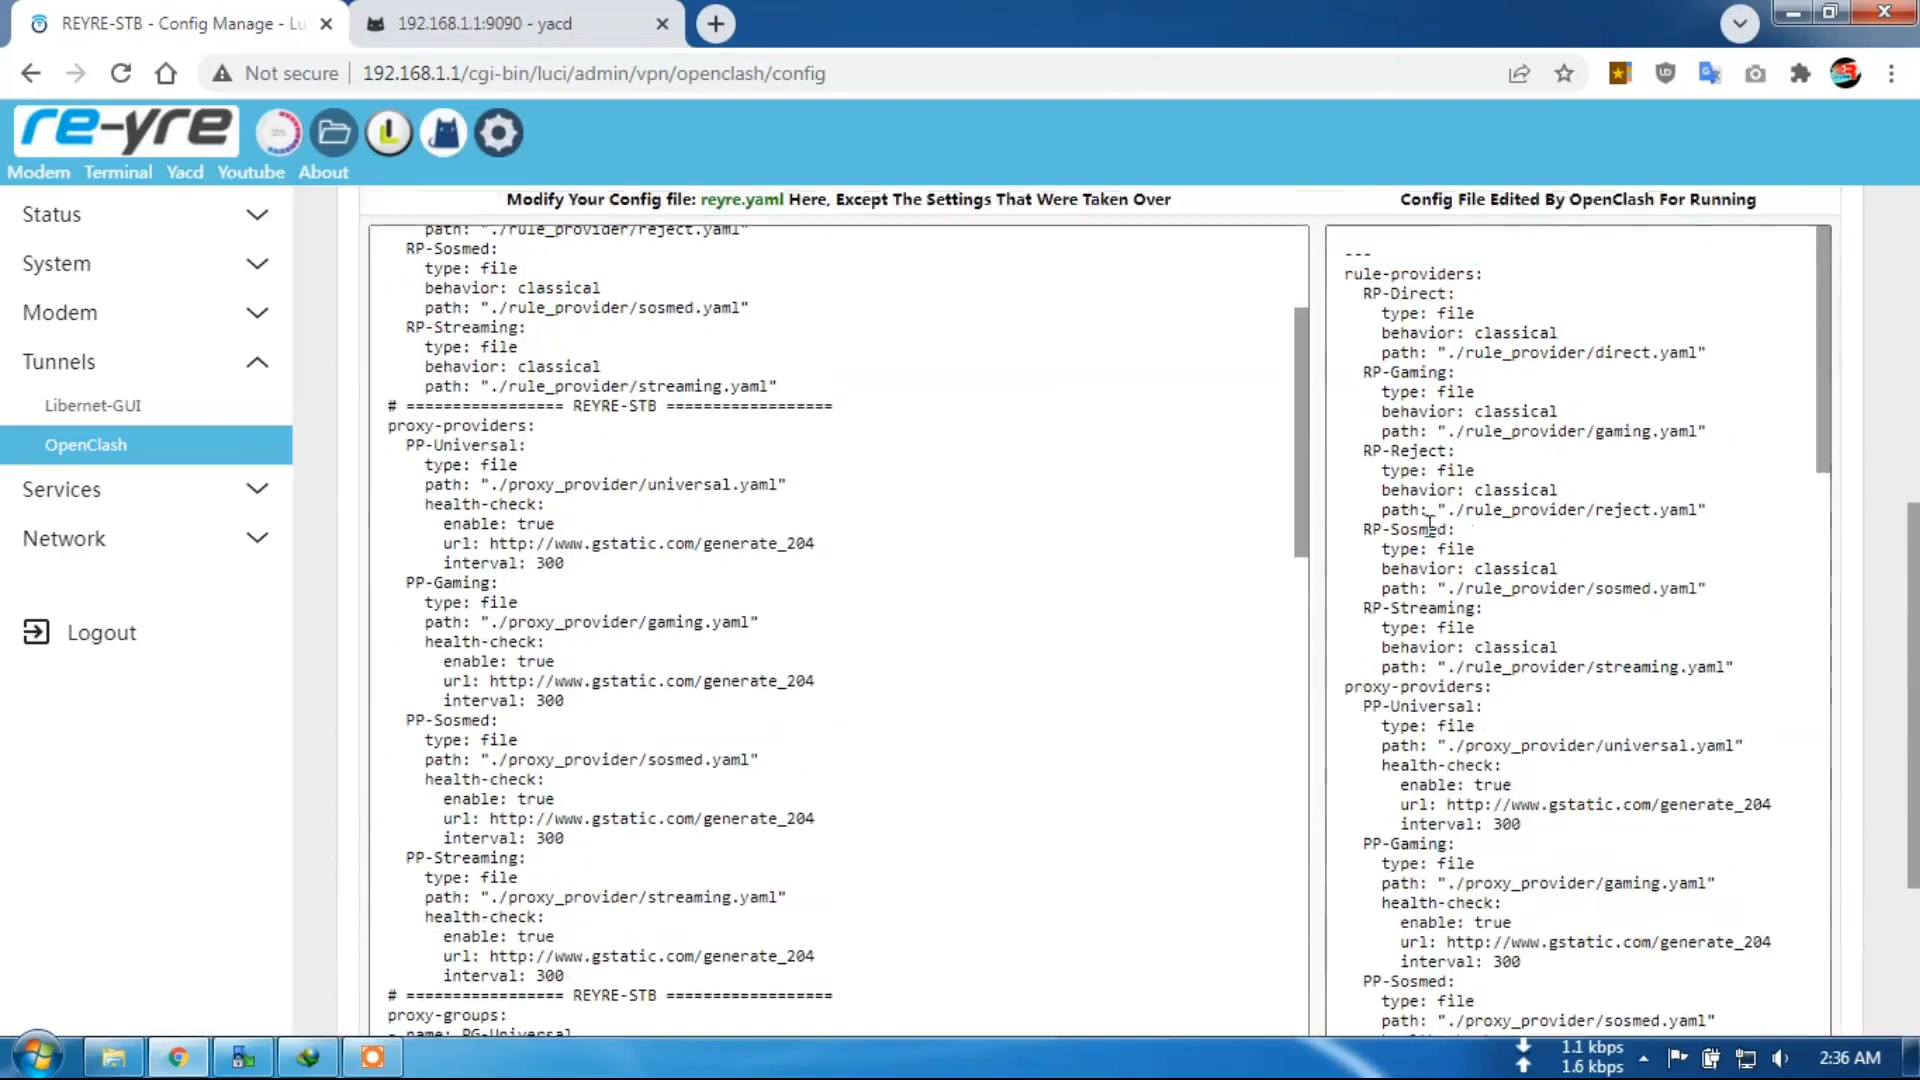 REYRE-STB - Config Manage - Lu
192.168.1.1:9090 - yacd
Not secure
192.168.1.1/cgi-bin/luci/admin/vpn/openclash/config
re-yre
Modem Terminal Yacd Youtube About
Status
System
Modem
Tunnels
Libernet-GUI
OpenClash
Services
Network
Logout
Modify Your Config file: reyre.yaml Here, Except The Settings That Were Taken Over
path: "./rule_provider/reject.yaml"
RP-Sosmed:
type: file
behavior: classical
path: "./rule_provider/sosmed.yaml"
RP-Streaming:
type: file
behavior: classical
path: "./rule_provider/streaming.yaml"
# ================ REYRE-STB ==================
proxy-providers:
PP-Universal:
type: file
path: "./proxy_provider/universal.yaml"
health-check:
enable: true
url: http://www.gstatic.com/generate_204
interval: 300
PP-Gaming:
type: file
path: "./proxy_provider/gaming.yaml"
health-check:
enable: true
url: http://www.gstatic.com/generate_204
interval: 300
PP-Sosmed:
type: file
path: "./proxy_provider/sosmed.yaml"
health-check:
enable: true
url: http://www.gstatic.com/generate_204
interval: 300
PP-Streaming:
type: file
path: "./proxy_provider/streaming.yaml"
health-check:
enable: true
url: http://www.gstatic.com/generate_204
interval: 300
# ================ REYRE-STB ==================
proxy-groups:
- name: PG-Universal
Config File Edited By OpenClash For Running
---
rule-providers:
RP-Direct:
type: file
behavior: classical
path: "./rule_provider/direct.yaml"
RP-Gaming:
type: file
behavior: classical
path: "./rule_provider/gaming.yaml"
RP-Reject:
type: file
behavior: classical
path: "./rule_provider/reject.yaml"
RP-Sosmed:
type: file
behavior: classical
path: "./rule_provider/sosmed.yaml"
RP-Streaming:
type: file
behavior: classical
path: "./rule_provider/streaming.yaml"
proxy-providers:
PP-Universal:
type: file
path: "./proxy_provider/universal.yaml"
health-check:
enable: true
url: http://www.gstatic.com/generate_204
interval: 300
PP-Gaming:
type: file
path: "./proxy_provider/gaming.yaml"
health-check:
enable: true
url: http://www.gstatic.com/generate_204
interval: 300
PP-Sosmed:
type: file
path: "./proxy_provider/sosmed.yaml"
1.1 kbps
1.6 kbps
2:36 AM